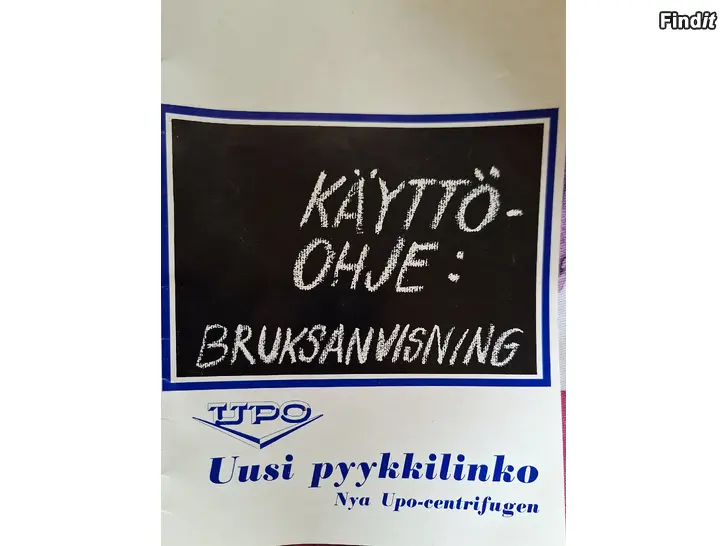 Findit
KÄYTTÖ-
OHJE:
BRUKSANVISNING
UPO
Uusi pyykkilinko
Nya Upo-centrifugen